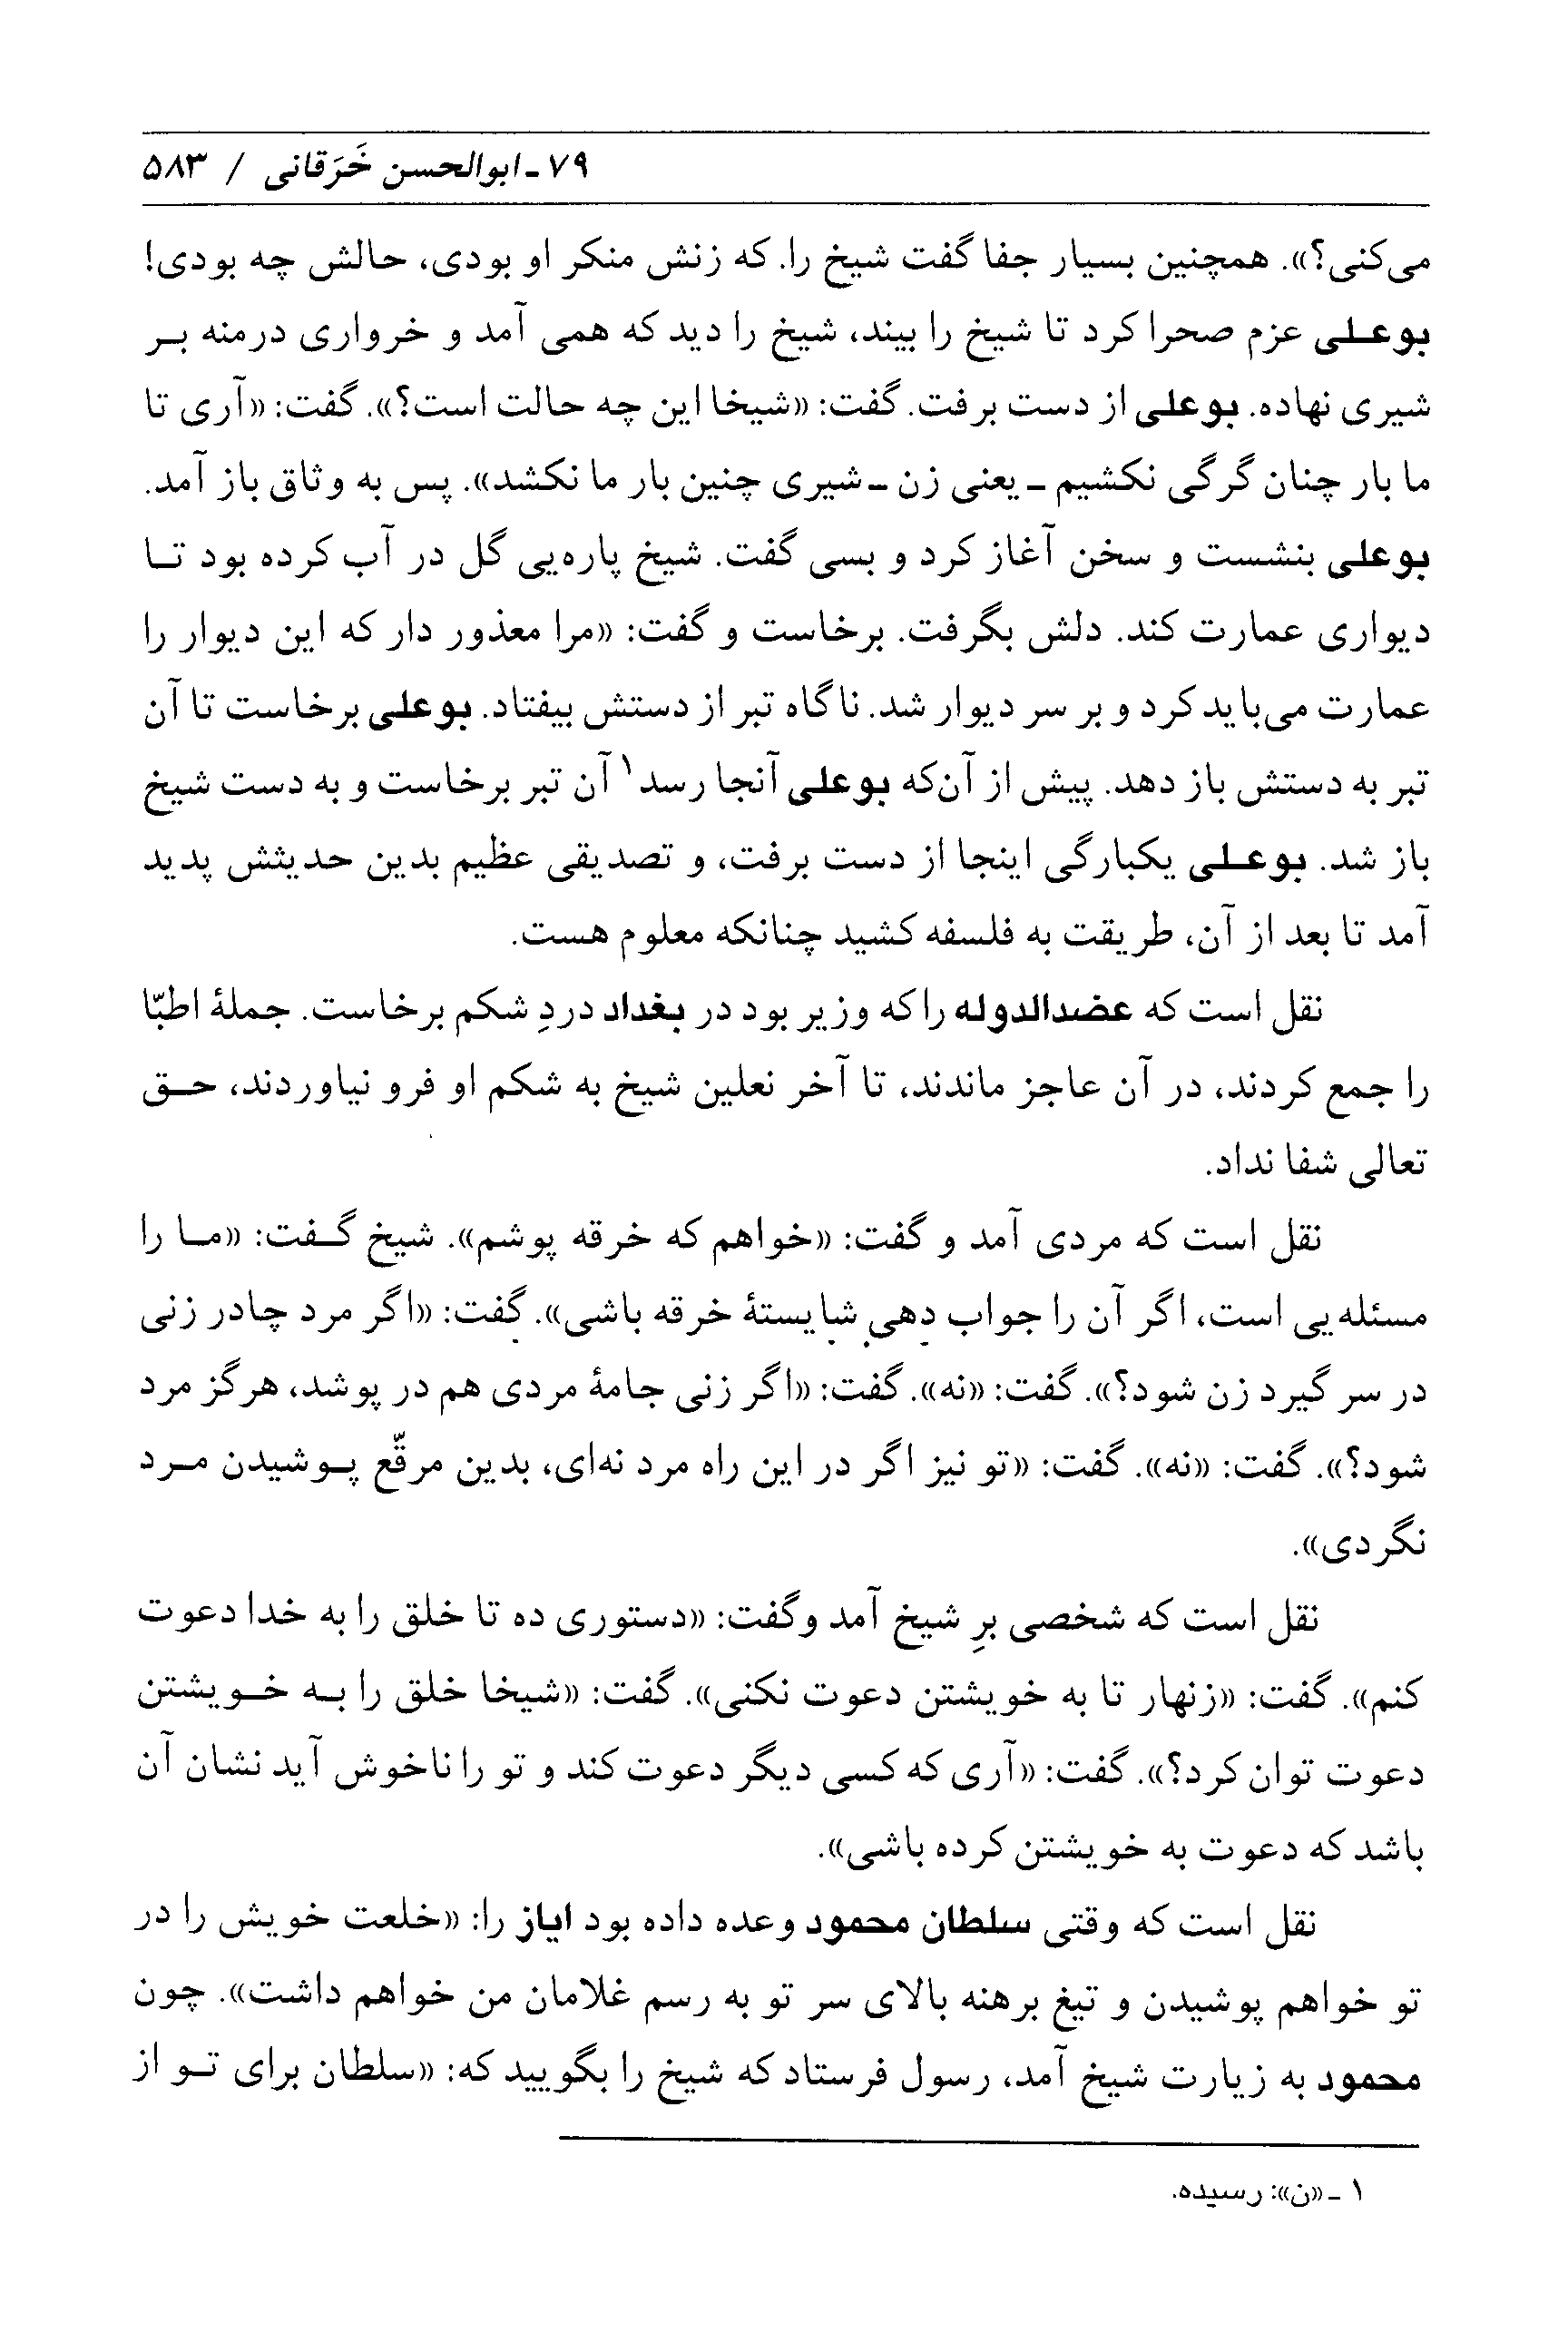 ۷۹ ـ ابوالحسن خَرَقانی / ۵۸۳
می‌کنی؟». همچنین بسیار جفا گفت شیخ را. که زنش منکر او بودی، حالش چه بودی!
بوعلی عزم صحرا کرد تا شیخ را بیند، شیخ را دید که همی آمد و خرواری درمنه بر
شیری نهاده. بوعلی از دست برفت. گفت: «شیخا این چه حالت است؟». گفت: «آری تا
ما بار چنان گرگی نکشیم ـ یعنی زن ـ شیری چنین بار ما نکشد». پس به وثاق باز آمد.
بوعلی بنشست و سخن آغاز کرد و بسی گفت. شیخ پاره‌یی گل در آب کرده بود تا
دیواری عمارت کند. دلش بگرفت. برخاست و گفت: «مرا معذور دار که این دیوار را
عمارت می‌باید کرد و بر سر دیوار شد. ناگاه تبر از دستش بیفتاد. بوعلی برخاست تا آن
تبر به دستش باز دهد. پیش از آن‌که بوعلی آنجا رسد۱ آن تبر برخاست و به دست شیخ
باز شد. بوعلی یکبارگی اینجا از دست برفت، و تصدیقی عظیم بدین حدیثش پدید
آمد تا بعد از آن، طریقت به فلسفه کشید چنانکه معلوم هست.
نقل است که عضدالدوله را که وزیر بود در بغداد دردِ شکم برخاست. جملهٔ اطبّا
را جمع کردند، در آن عاجز ماندند، تا آخر نعلین شیخ به شکم او فرو نیاوردند، حق
تعالی شفا نداد.
نقل است که مردی آمد و گفت: «خواهم که خرقه پوشم». شیخ گفت: «ما را
مسئله‌یی است، اگر آن را جواب دهی شایستهٔ خرقه باشی». گفت: «اگر مرد چادر زنی
در سر گیرد زن شود؟». گفت: «نه». گفت: «اگر زنی جامهٔ مردی هم در پوشد، هرگز مرد
شود؟». گفت: «نه». گفت: «تو نیز اگر در این راه مرد نه‌ای، بدین مرقّع پوشیدن مرد
نگردی».
نقل است که شخصی برِ شیخ آمد وگفت: «دستوری ده تا خلق را به خدا دعوت
کنم». گفت: «زنهار تا به خویشتن دعوت نکنی». گفت: «شیخا خلق را به خویشتن
دعوت توان کرد؟». گفت: «آری که کسی دیگر دعوت کند و تو را ناخوش آید نشان آن
باشد که دعوت به خویشتن کرده باشی».
نقل است که وقتی سلطان محمود وعده داده بود ایاز را: «خلعت خویش را در
تو خواهم پوشیدن و تیغ برهنه بالای سر تو به رسم غلامان من خواهم داشت». چون
محمود به زیارت شیخ آمد، رسول فرستاد که شیخ را بگویید که: «سلطان برای تو از
۱ ـ «ن»: رسیده.